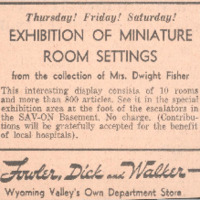 Thursday! Friday! Saturday!
EXHIBITION OF MINIATURE
ROOM SETTINGS
from the collection of Mrs. Dwight Fisher
This interesting display consists of 10 rooms
and more than 800 articles. See it in the special
exhibition area at the foot of the escalators in
the SAV-ON Basement. No charge. (Contribu-
tions will be gratefully accepted for the benefit
of local hospitals).
Fowler, Dick and Walker
Wyoming Valley's Own Department Store